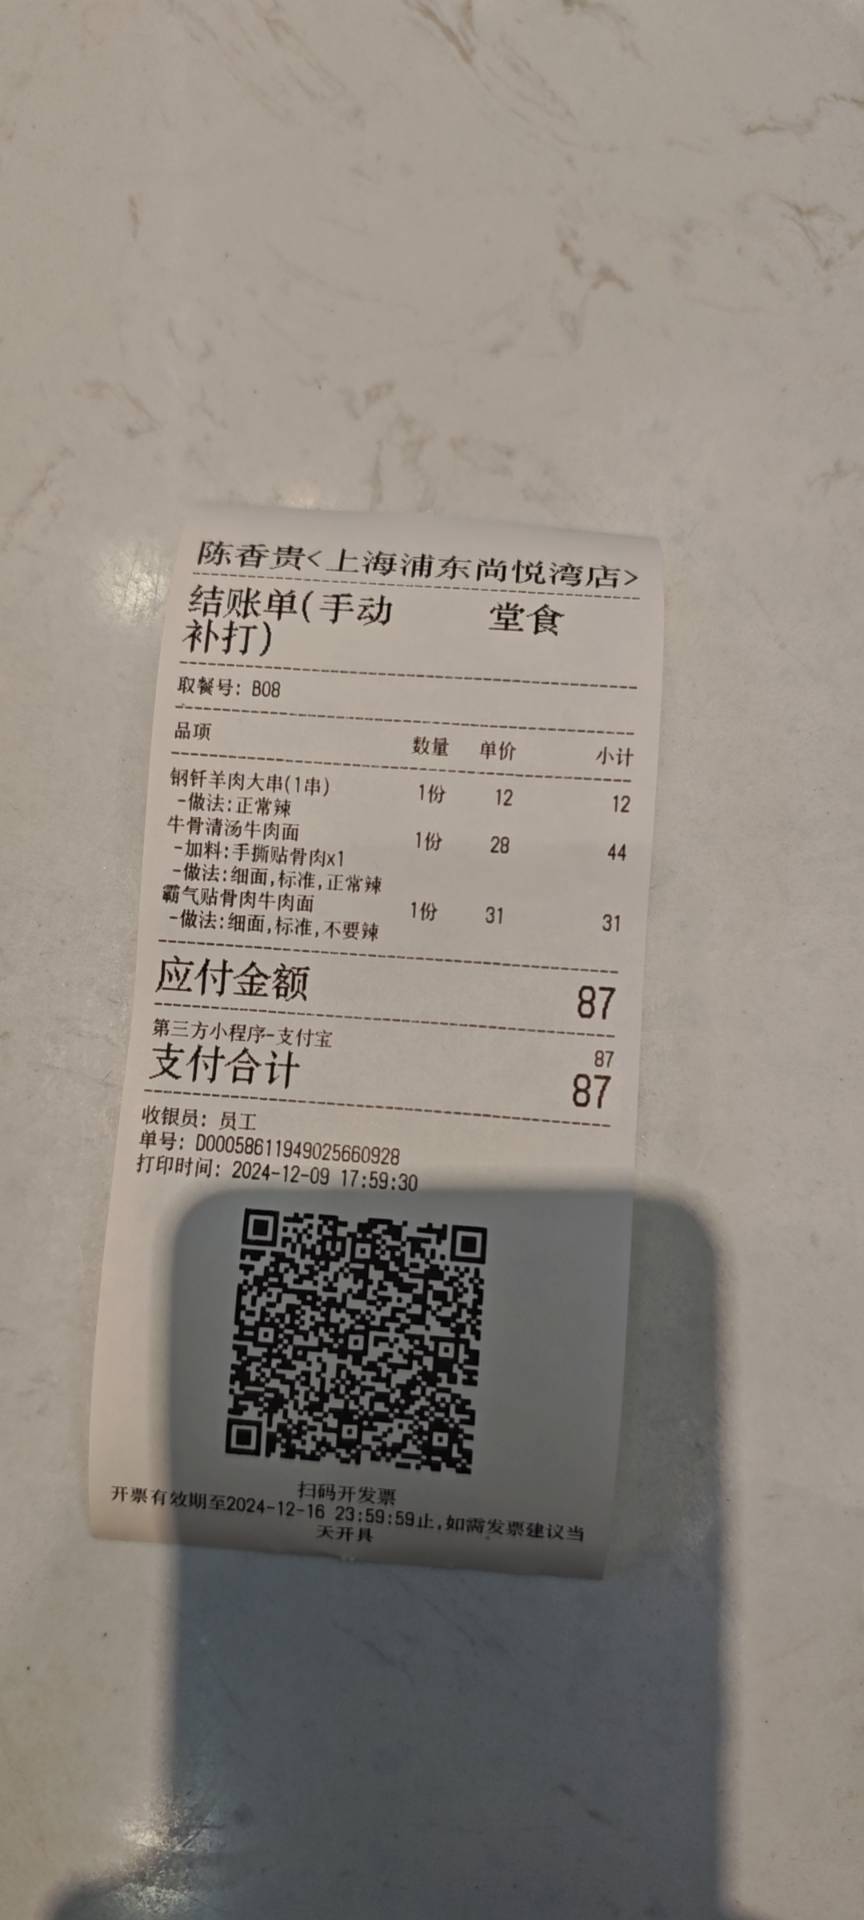 陈香贵<上海浦东尚悦湾店>
结账单(手动 堂食
补打)
取餐号: B08
品项 数量 单价 小计
钢钎羊肉大串(1串) 1份 12 12
-做法:正常辣
牛骨清汤牛肉面 1份 28 44
-加料:手撕贴骨肉x1
-做法:细面,标准,正常辣
霸气贴骨肉牛肉面 1份 31 31
-做法:细面,标准,不要辣
应付金额 87
第三方小程序-支付宝 87
支付合计 87
收银员: 员工
单号: D00058611949025660928
打印时间: 2024-12-09 17:59:30
扫码开发票
开票有效期至2024-12-16 23:59:59止,如需发票建议当
天开具